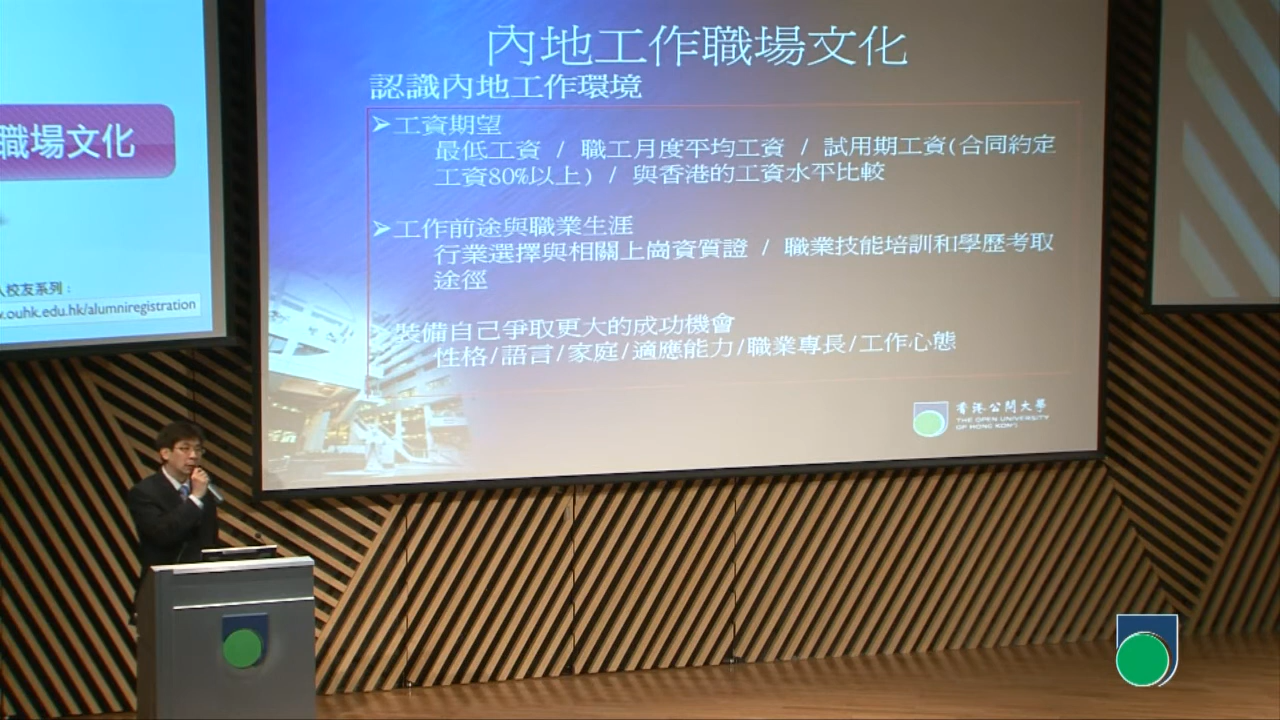 內地工作職場文化
認識內地工作環境
➢工資期望
最低工資 / 職工月度平均工資 / 試用期工資(合同約定
工資80%以上) / 與香港的工資水平比較
➢工作前途與職業生涯
行業選擇與相關上崗資質證 / 職業技能培訓和學歷考取
途徑
➢裝備自己爭取更大的成功機會
性格/語言/家庭/適應能力/職業專長/工作心態
香港公開大學
THE OPEN UNIVERSITY
OF HONG KONG
職場文化
校友系列：
.ouhk.edu.hk/alumniregistration